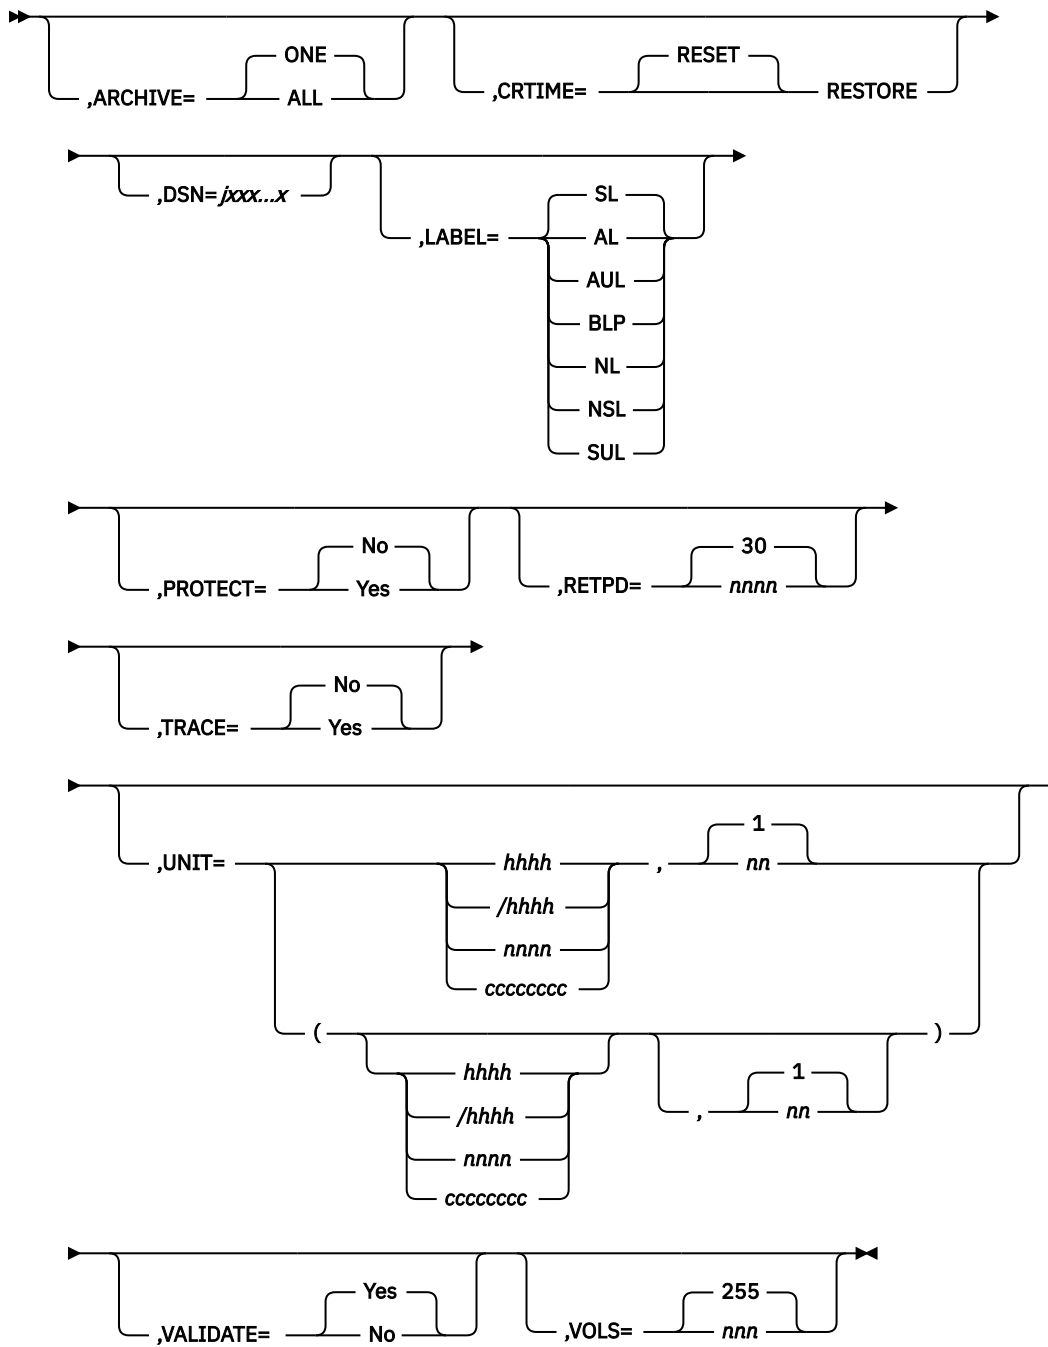 ,ARCHIVE= ONE
ALL
,CRTIME= RESET
RESTORE
,DSN= jxxx...x
,LABEL= SL
AL
AUL
BLP
NL
NSL
SUL
,PROTECT= No
Yes
,RETPD= 30
nnnn
,TRACE= No
Yes
,UNIT= hhhh
/hhhh
nnnn
cccccccc
, 1
nn
( hhhh
/hhhh
nnnn
cccccccc
, 1
nn )
,VALIDATE= Yes
No
,VOLS= 255
nnn